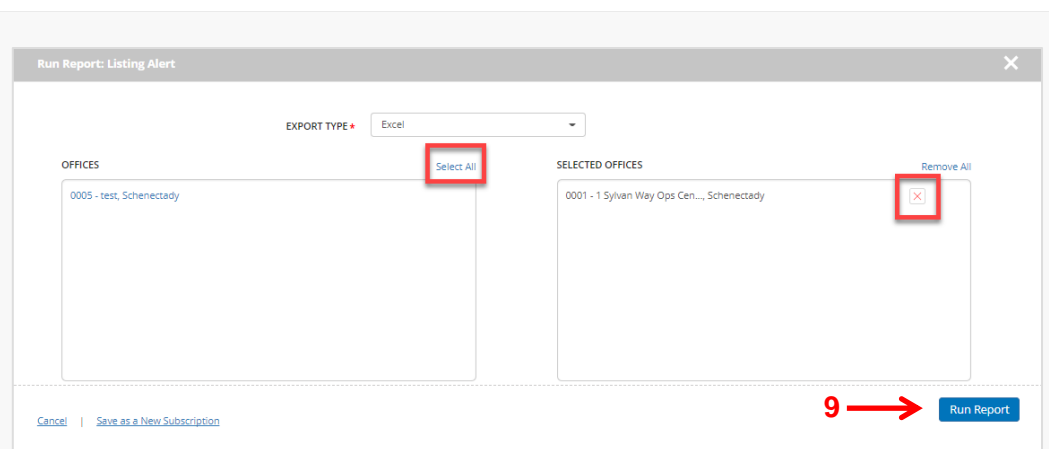 Run Report: Listing Alert
EXPORT TYPE * Excel
OFFICES Select All SELECTED OFFICES Remove All
0005 - test, Schenectady 0001 - 1 Sylvan Way Ops Cen..., Schenectady
9 Run Report
Cancel | Save as a New Subscription